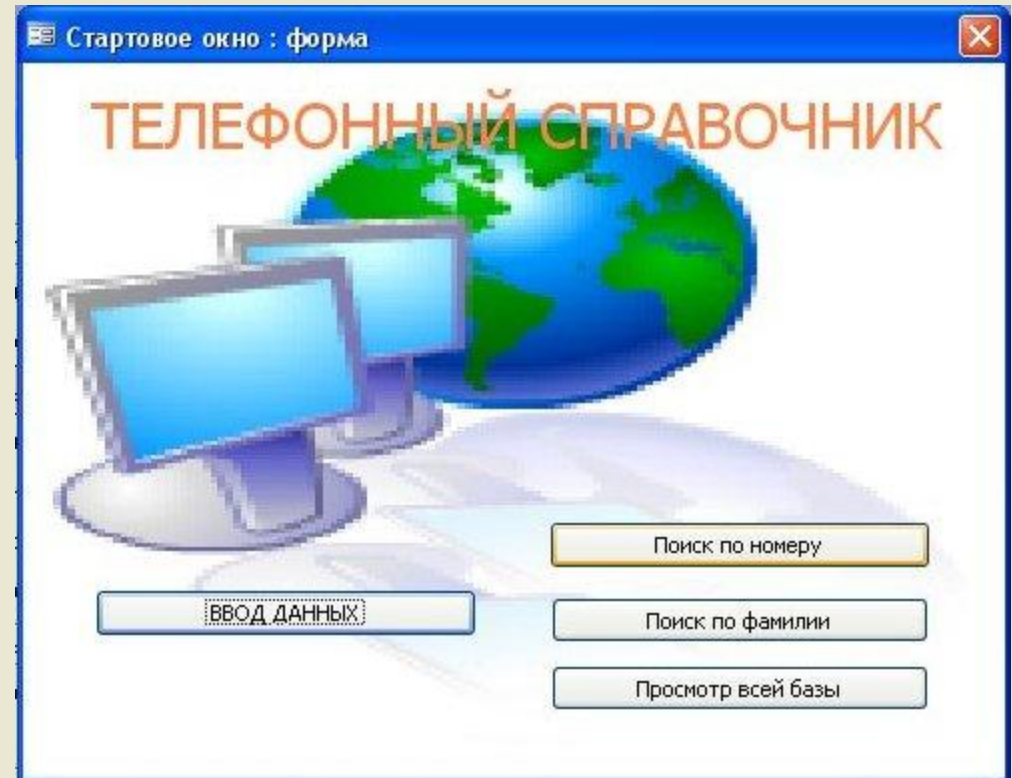 Стартовое окно : форма
ТЕЛЕФОННЫЙ СПРАВОЧНИК
Поиск по номеру
ВВОД ДАННЫХ
Поиск по фамилии
Просмотр всей базы